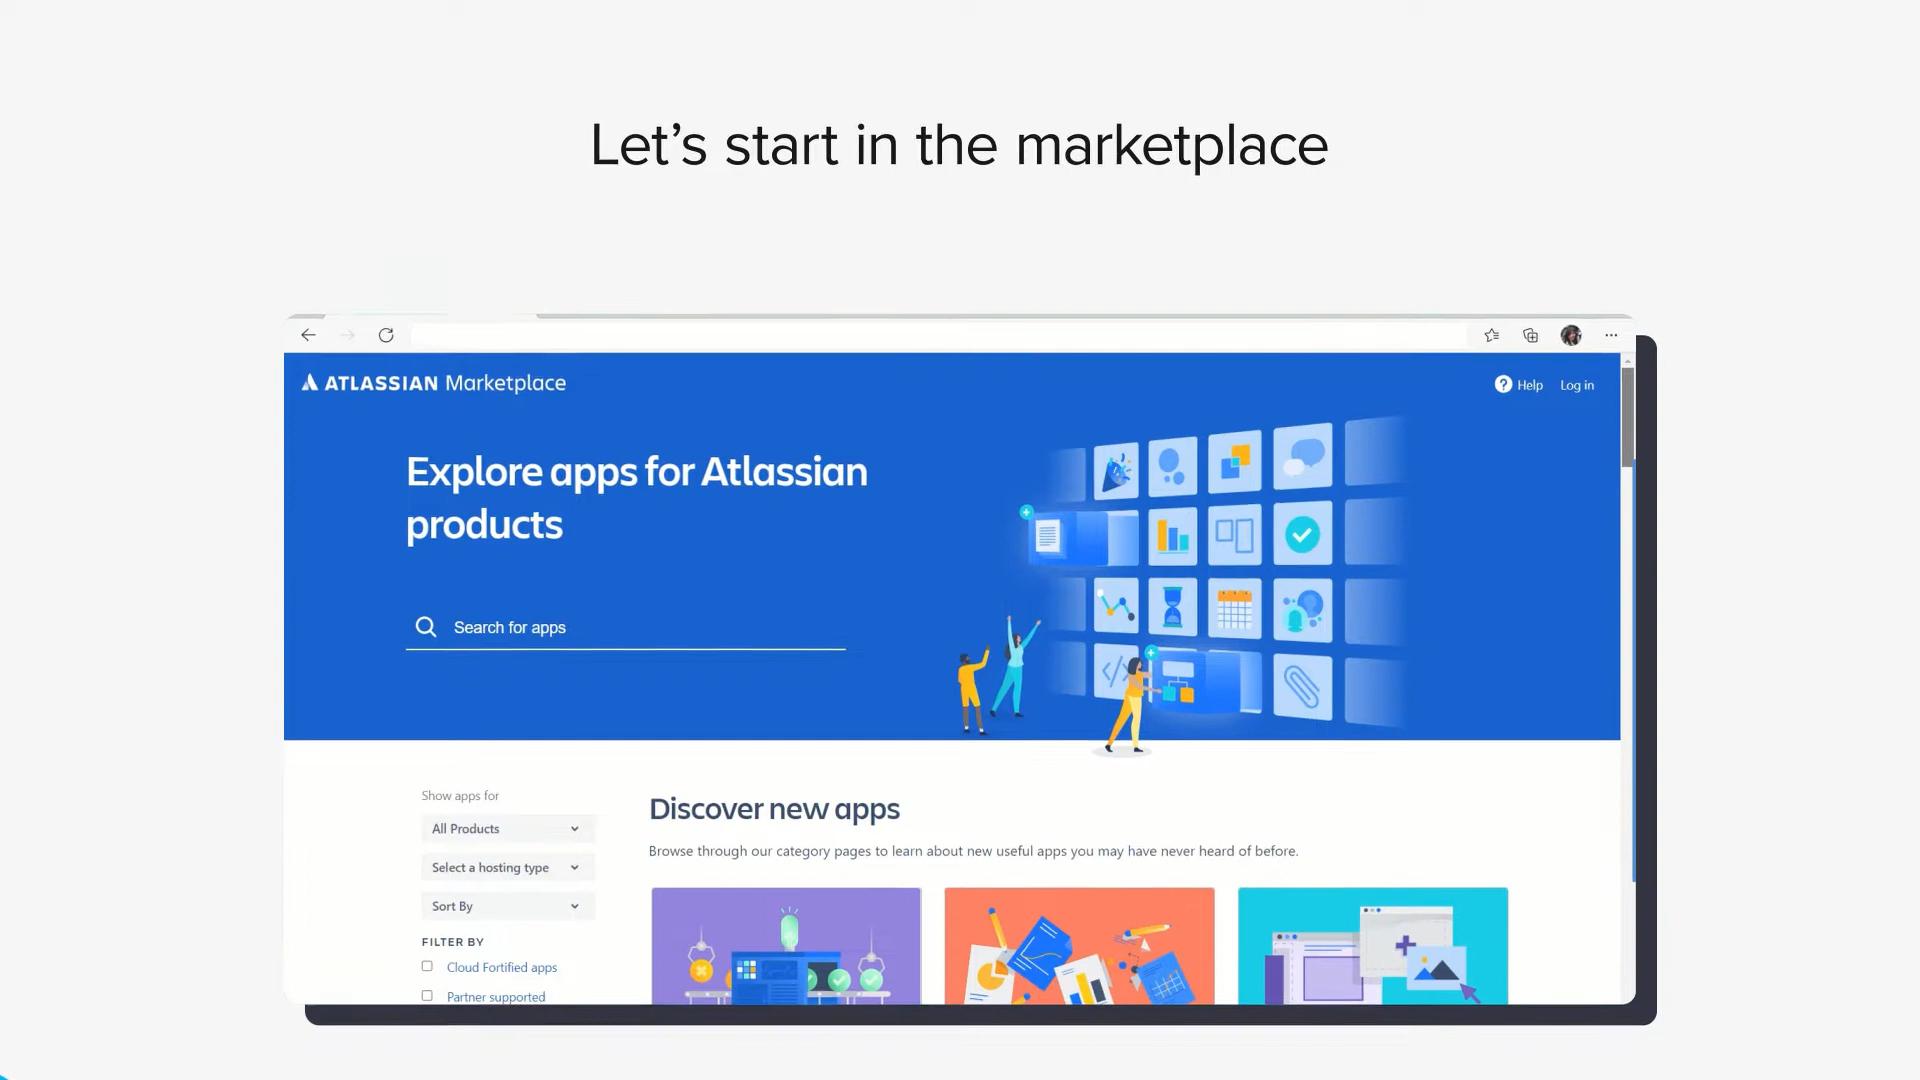 Let’s start in the marketplace
ATLASSIAN Marketplace
? Help Log in
Explore apps for Atlassian
products
Search for apps
Show apps for
All Products
Select a hosting type
Sort By
FILTER BY
Cloud Fortified apps
Partner supported
Discover new apps
Browse through our category pages to learn about new useful apps you may have never heard of before.